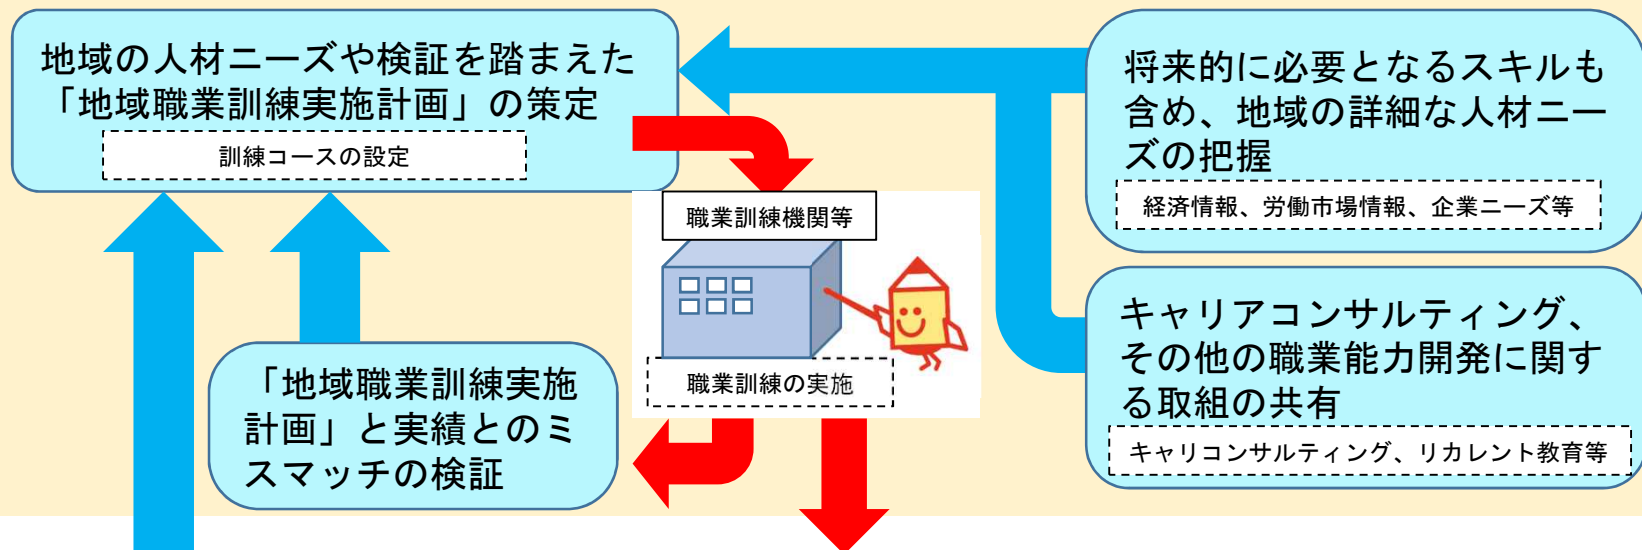 地域の人材ニーズや検証を踏まえた
「地域職業訓練実施計画」の策定
訓練コースの設定
将来的に必要となるスキルも
含め、地域の詳細な人材ニー
ズの把握
経済情報、労働市場情報、企業ニーズ等
職業訓練機関等
職業訓練の実施
キャリアコンサルティング、
その他の職業能力開発に関す
る取組の共有
キャリコンサルティング、リカレント教育等
「地域職業訓練実施
計画」と実績とのミ
スマッチの検証